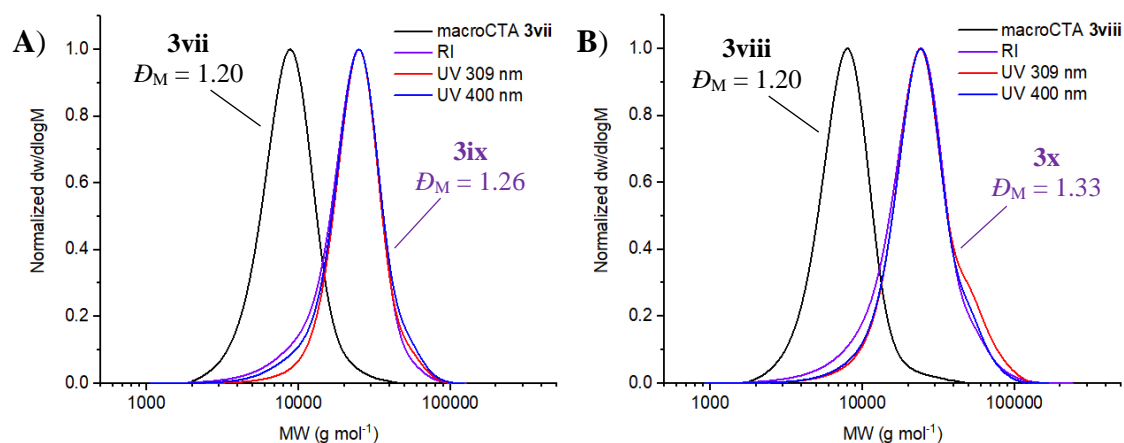 A)
3vii
ĐM = 1.20
macroCTA 3vii
RI
UV 309 nm
UV 400 nm
3ix
ĐM = 1.26
Normalized dw/dlogM
1.0
0.8
0.6
0.4
0.2
0.0
1000
10000
100000
MW (g mol⁻¹)
B)
3viii
ĐM = 1.20
macroCTA 3viii
RI
UV 309 nm
UV 400 nm
3x
ĐM = 1.33
Normalized dw/dlogM
1.0
0.8
0.6
0.4
0.2
0.0
1000
10000
100000
MW (g mol⁻¹)